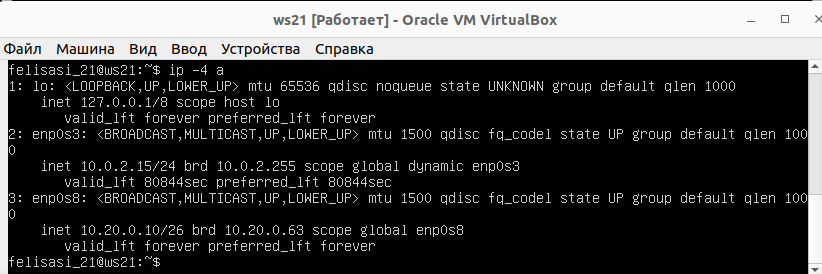 ws21 [Работает] - Oracle VM VirtualBox
Файл Машина Вид Ввод Устройства Справка
felisasi_21@ws21:~$ ip -4 a
1: lo: <LOOPBACK,UP,LOWER_UP> mtu 65536 qdisc noqueue state UNKNOWN group default qlen 1000
    inet 127.0.0.1/8 scope host lo
       valid_lft forever preferred_lft forever
2: enp0s3: <BROADCAST,MULTICAST,UP,LOWER_UP> mtu 1500 qdisc fq_codel state UP group default qlen 100
0
    inet 10.0.2.15/24 brd 10.0.2.255 scope global dynamic enp0s3
       valid_lft 80844sec preferred_lft 80844sec
3: enp0s8: <BROADCAST,MULTICAST,UP,LOWER_UP> mtu 1500 qdisc fq_codel state UP group default qlen 100
0
    inet 10.20.0.10/26 brd 10.20.0.63 scope global enp0s8
       valid_lft forever preferred_lft forever
felisasi_21@ws21:~$